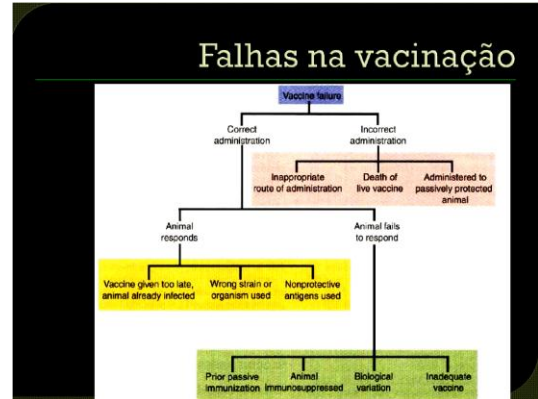 Falhas na vacinação
Vaccine failure
Correct
administration
Incorrect
administration
Inappropriate
route of administration
Death of
live vaccine
Administered to
passively protected
animal
Animal
responds
Animal fails
to respond
Vaccine given too late,
animal already infected
Wrong strain or
organism used
Nonprotective
antigens used
Prior passive
immunization
Animal
immunosuppressed
Biological
variation
Inadequate
vaccine